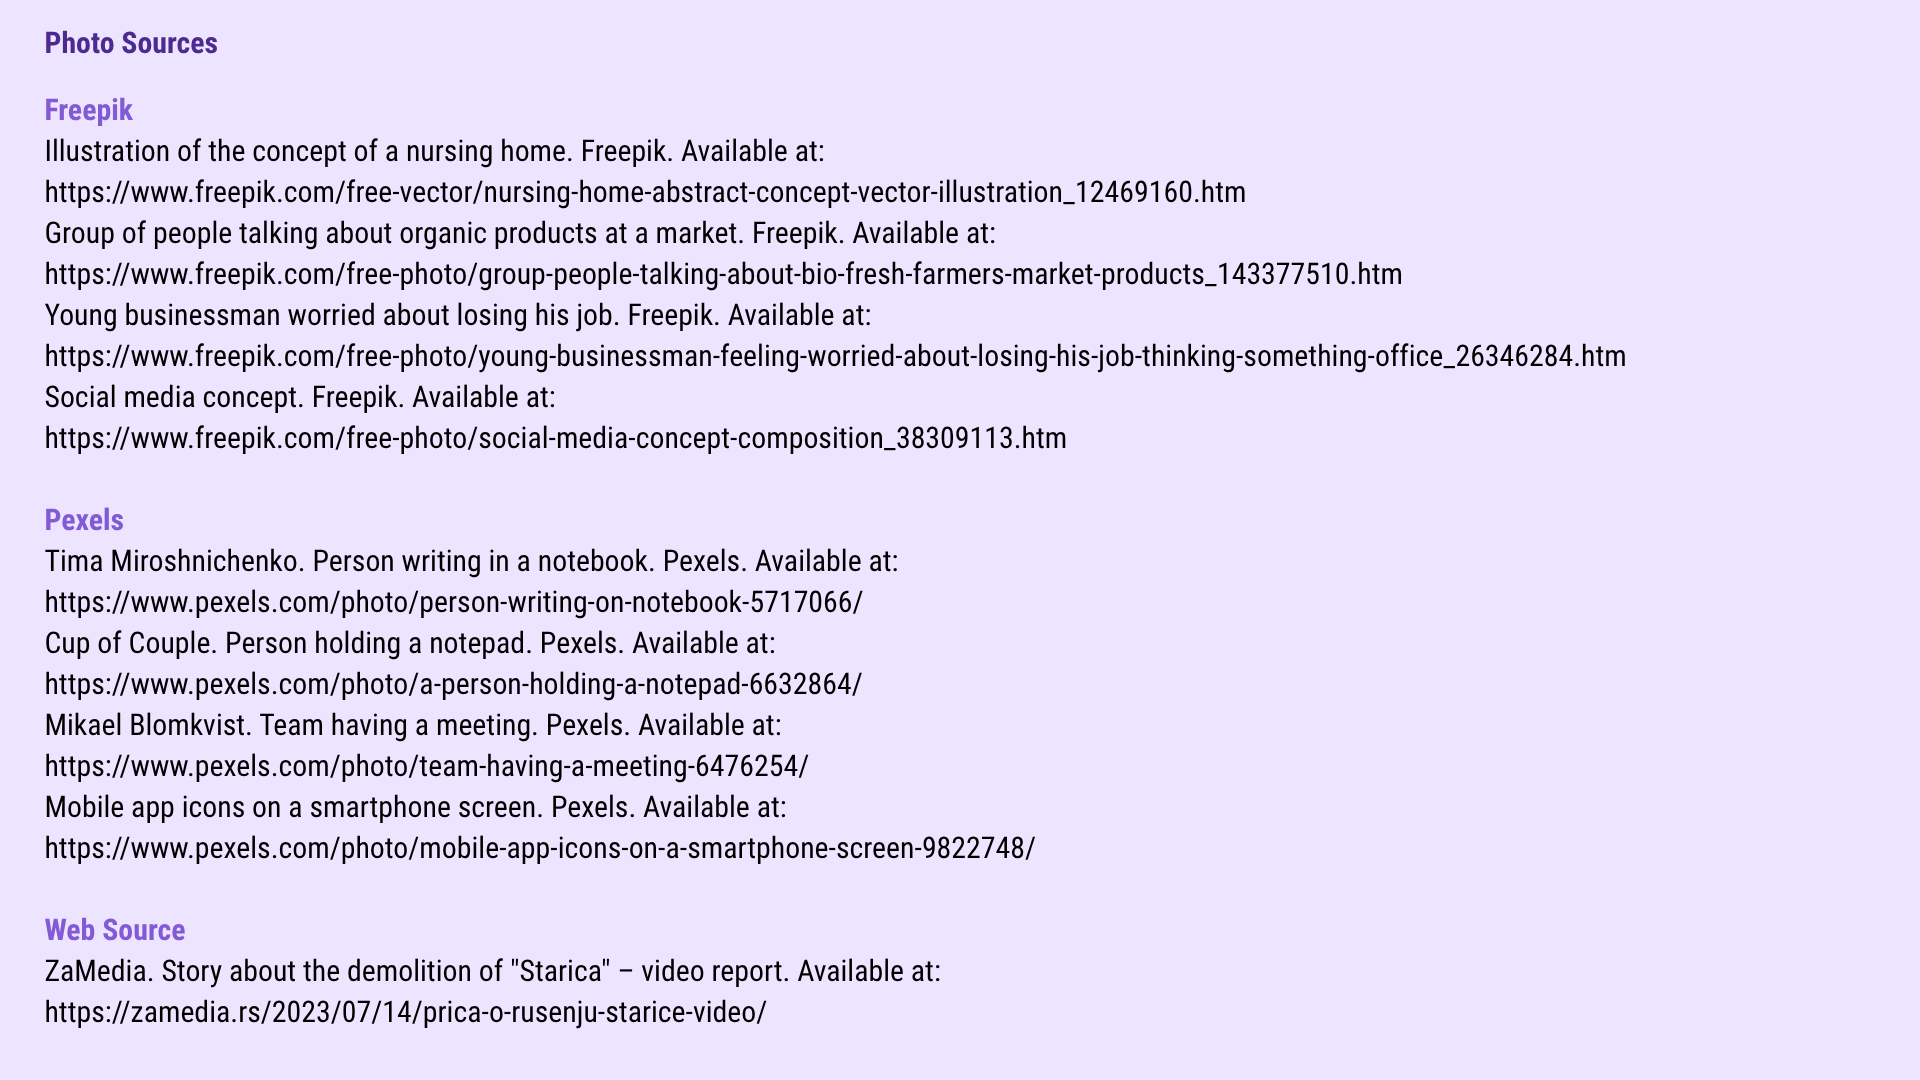 Photo Sources
Freepik
Illustration of the concept of a nursing home. Freepik. Available at:
https://www.freepik.com/free-vector/nursing-home-abstract-concept-vector-illustration_12469160.htm
Group of people talking about organic products at a market. Freepik. Available at:
https://www.freepik.com/free-photo/group-people-talking-about-bio-fresh-farmers-market-products_143377510.htm
Young businessman worried about losing his job. Freepik. Available at:
https://www.freepik.com/free-photo/young-businessman-feeling-worried-about-losing-his-job-thinking-something-office_26346284.htm
Social media concept. Freepik. Available at:
https://www.freepik.com/free-photo/social-media-concept-composition_38309113.htm
Pexels
Tima Miroshnichenko. Person writing in a notebook. Pexels. Available at:
https://www.pexels.com/photo/person-writing-on-notebook-5717066/
Cup of Couple. Person holding a notepad. Pexels. Available at:
https://www.pexels.com/photo/a-person-holding-a-notepad-6632864/
Mikael Blomkvist. Team having a meeting. Pexels. Available at:
https://www.pexels.com/photo/team-having-a-meeting-6476254/
Mobile app icons on a smartphone screen. Pexels. Available at:
https://www.pexels.com/photo/mobile-app-icons-on-a-smartphone-screen-9822748/
Web Source
ZaMedia. Story about the demolition of "Starica" – video report. Available at:
https://zamedia.rs/2023/07/14/prica-o-rusenju-starice-video/